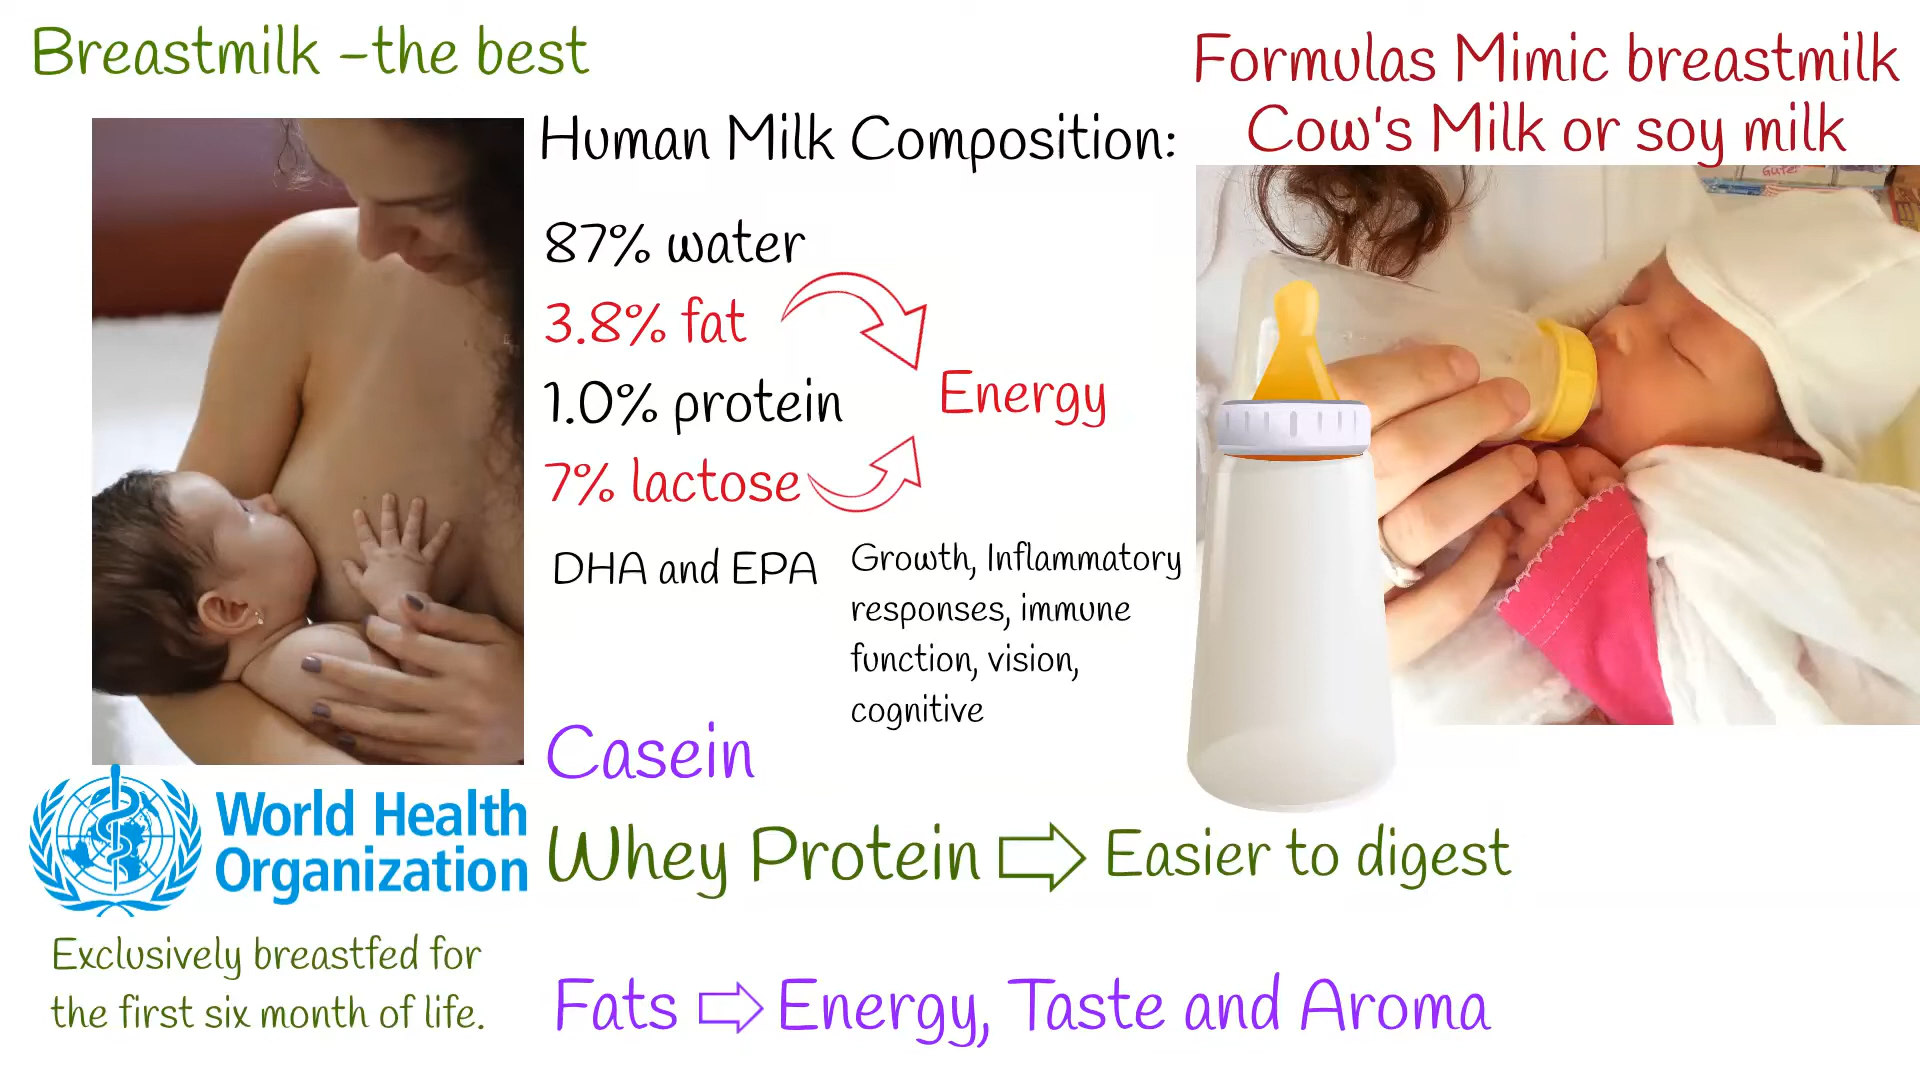 Breastmilk –the best
Formulas Mimic breastmilk
Cow's Milk or soy milk
Human Milk Composition:
87% water
3.8% fat
1.0% protein
Energy
7% lactose
DHA and EPA
Growth, Inflammatory
responses, immune
function, vision,
cognitive
Casein
World Health
Organization
Whey Protein
Easier to digest
Exclusively breastfed for
the first six month of life.
Fats
Energy, Taste and Aroma